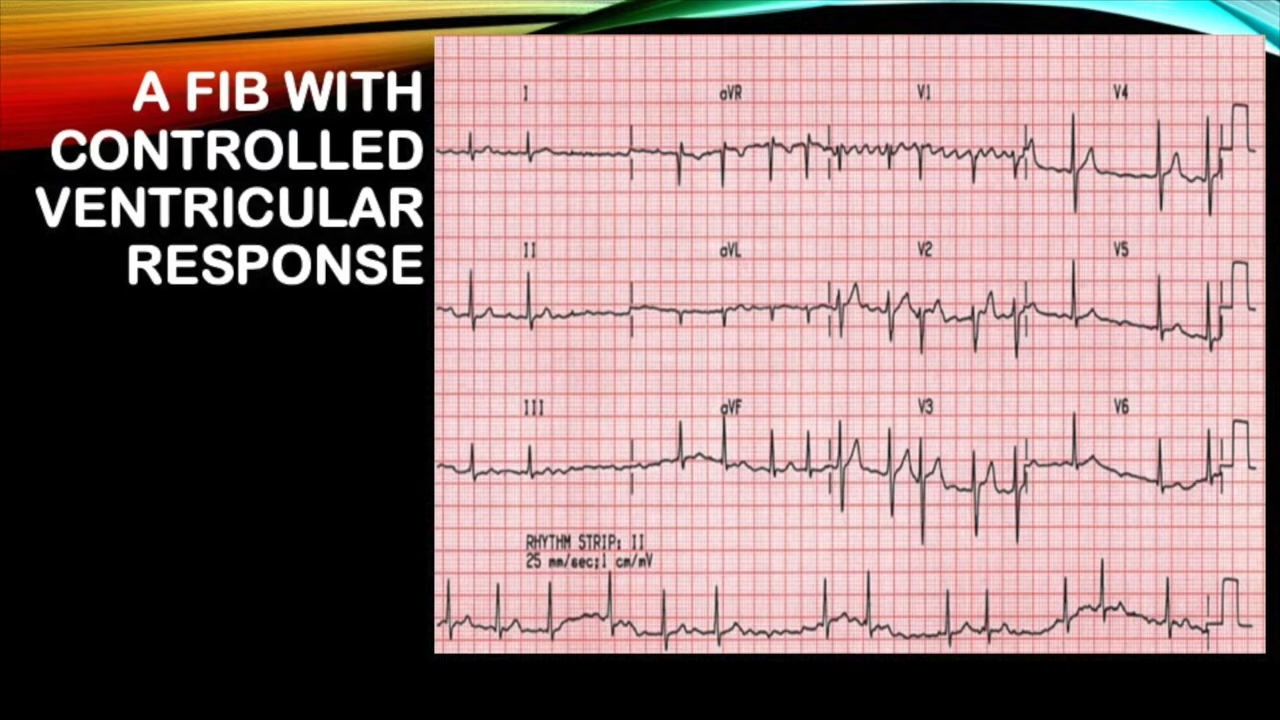 A FIB WITH
CONTROLLED
VENTRICULAR
RESPONSE
I aVR V1 V4
II aVL V2 V5
III aVF V3 V6
RHYTHM STRIP: II
25 mm/sec;1 cm/mV